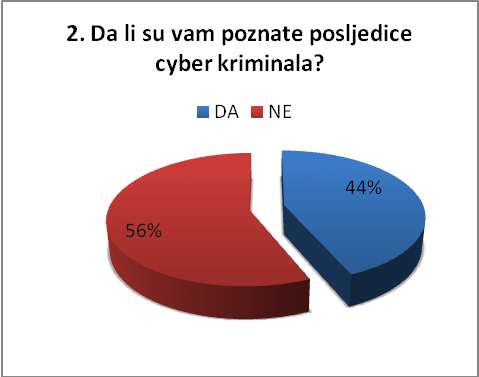 2. Da li su vam poznate posljedice
cyber kriminala?
DA NE
44%
56%